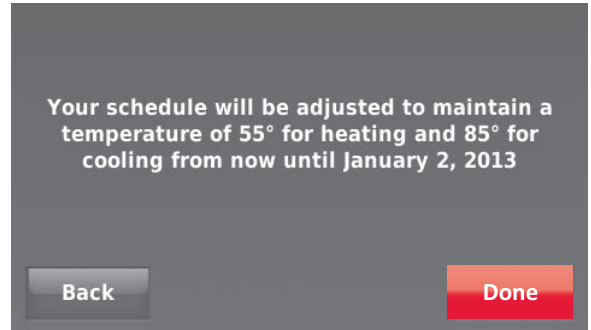 Your schedule will be adjusted to maintain a
temperature of 55° for heating and 85° for
cooling from now until January 2, 2013
Back
Done